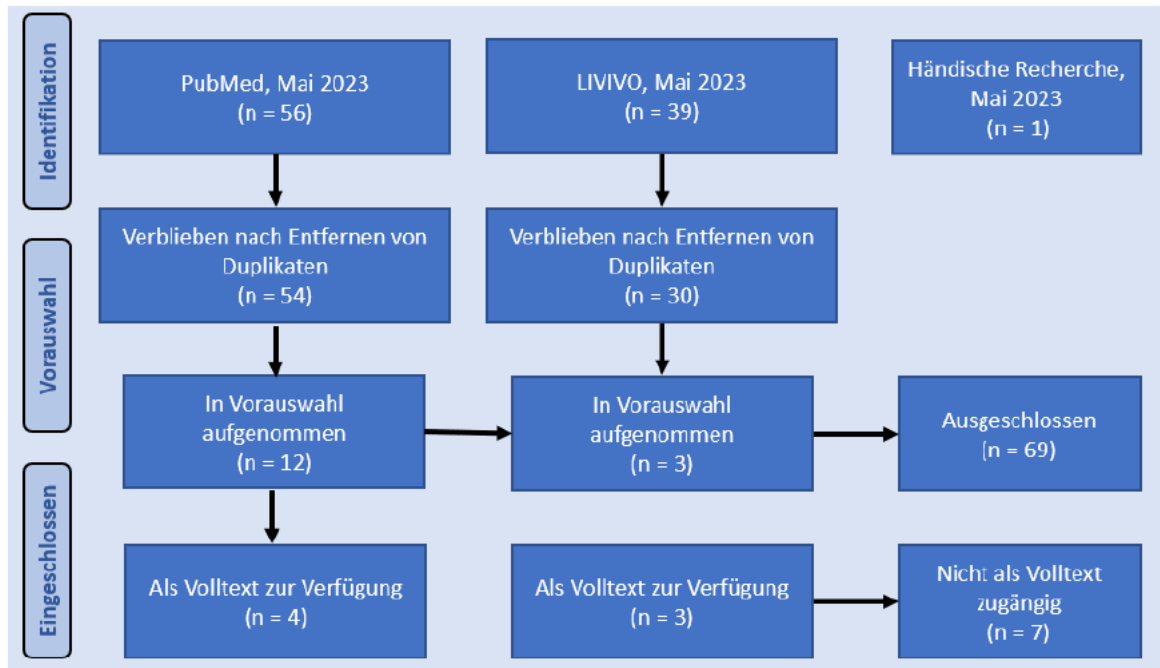 Identifikation
PubMed, Mai 2023
(n = 56)
LIVIVO, Mai 2023
(n = 39)
Händische Recherche,
Mai 2023
(n = 1)
Vorauswahl
Verblieben nach Entfernen von
Duplikaten
(n = 54)
Verblieben nach Entfernen von
Duplikaten
(n = 30)
In Vorauswahl
aufgenommen
(n = 12)
In Vorauswahl
aufgenommen
(n = 3)
Ausgeschlossen
(n = 69)
Eingeschlossen
Als Volltext zur Verfügung
(n = 4)
Als Volltext zur Verfügung
(n = 3)
Nicht als Volltext
zugängig
(n = 7)